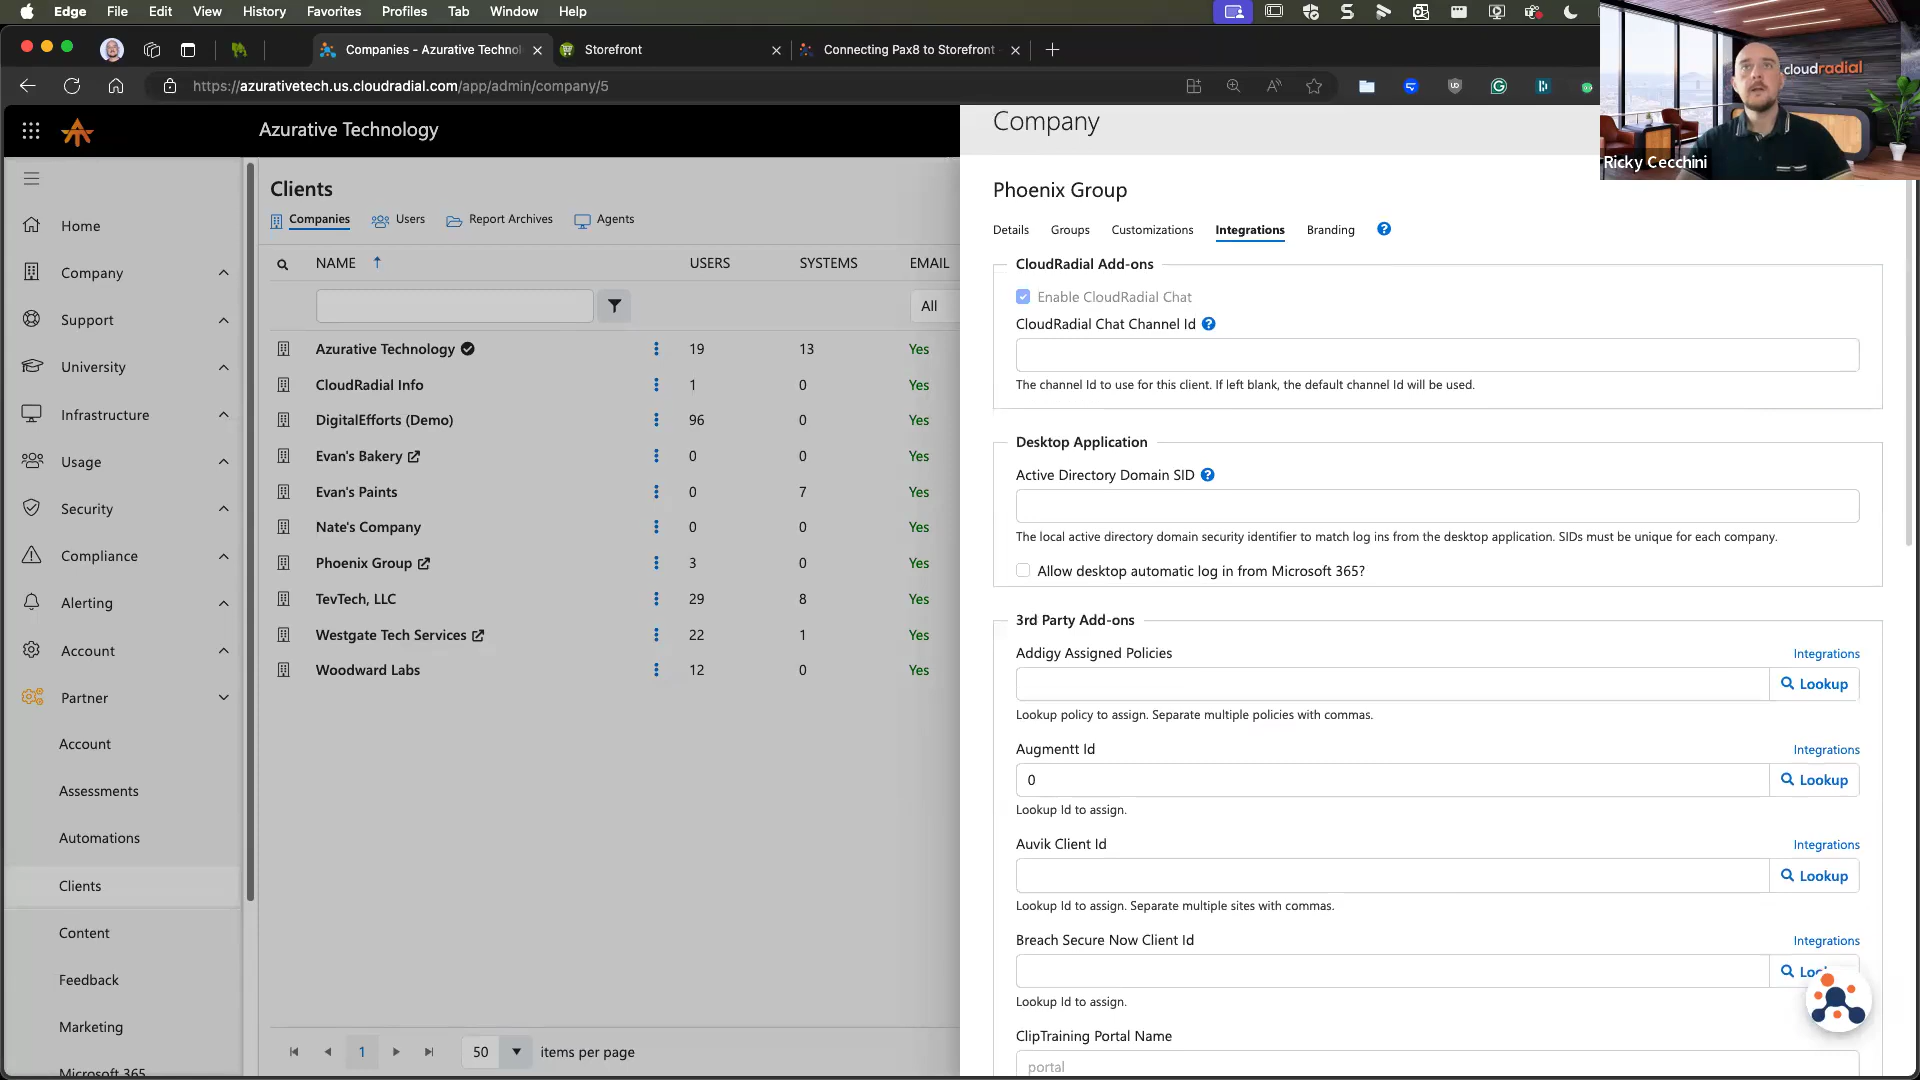 Edge File Edit View History Favorites Profiles Tab Window Help
Companies - Azurative Technol
Storefront
Connecting Pax8 to Storefront -
https://azurativetech.us.cloudradial.com/app/admin/company/5
cloudradial
Ricky Cecchini
Azurative Technology
Company
Home
Company
Support
University
Infrastructure
Usage
Security
Compliance
Alerting
Account
Partner
Account
Assessments
Automations
Clients
Content
Feedback
Marketing
Microsoft 365
Clients
Companies Users Report Archives Agents
NAME USERS SYSTEMS EMAIL
All
Azurative Technology 19 13 Yes
CloudRadial Info 1 0 Yes
DigitalEfforts (Demo) 96 0 Yes
Evan's Bakery 0 0 Yes
Evan's Paints 0 7 Yes
Nate's Company 0 0 Yes
Phoenix Group 3 0 Yes
TevTech, LLC 29 8 Yes
Westgate Tech Services 22 1 Yes
Woodward Labs 12 0 Yes
1 50 items per page
Phoenix Group
Details Groups Customizations Integrations Branding
CloudRadial Add-ons
Enable CloudRadial Chat
CloudRadial Chat Channel Id
The channel Id to use for this client. If left blank, the default channel Id will be used.
Desktop Application
Active Directory Domain SID
The local active directory domain security identifier to match log ins from the desktop application. SIDs must be unique for each company.
Allow desktop automatic log in from Microsoft 365?
3rd Party Add-ons
Addigy Assigned Policies Integrations
Lookup
Lookup policy to assign. Separate multiple policies with commas.
Augmentt Id Integrations
0 Lookup
Lookup Id to assign.
Auvik Client Id Integrations
Lookup
Lookup Id to assign. Separate multiple sites with commas.
Breach Secure Now Client Id Integrations
Lookup Id to assign.
ClipTraining Portal Name
portal